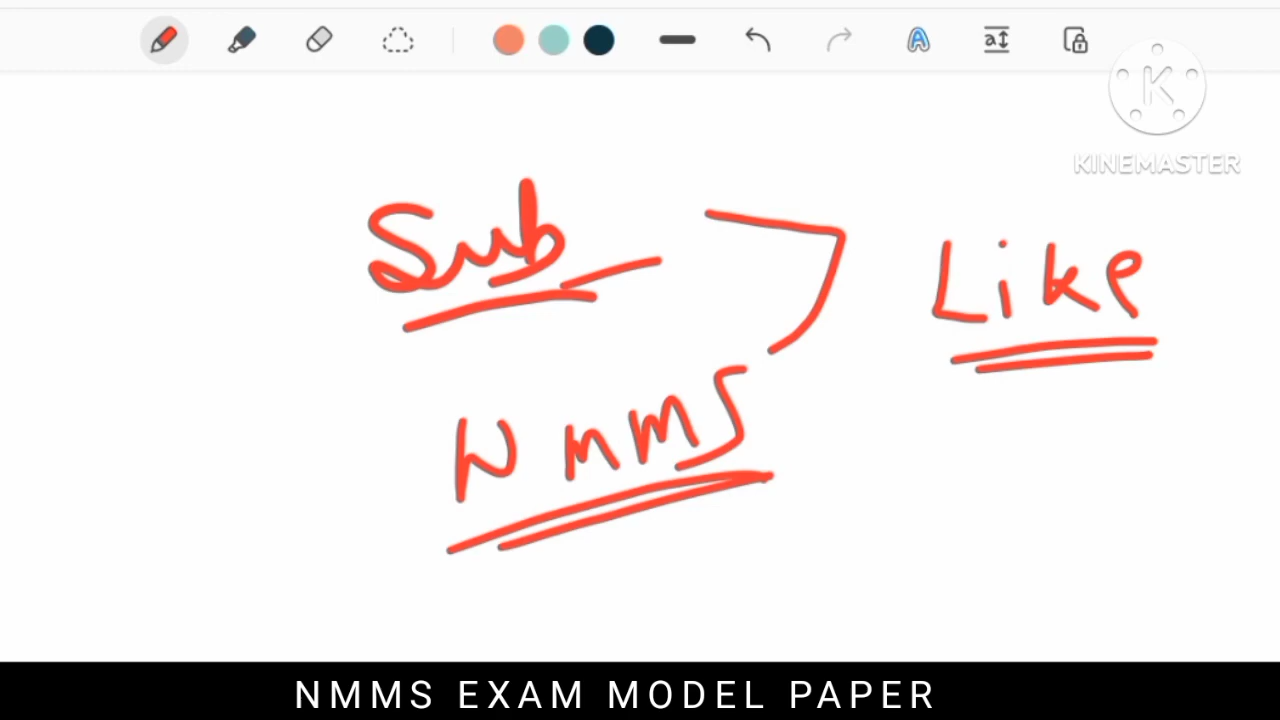 KINEMASTER
Sub
Like
NMMS
NMMS EXAM MODEL PAPER